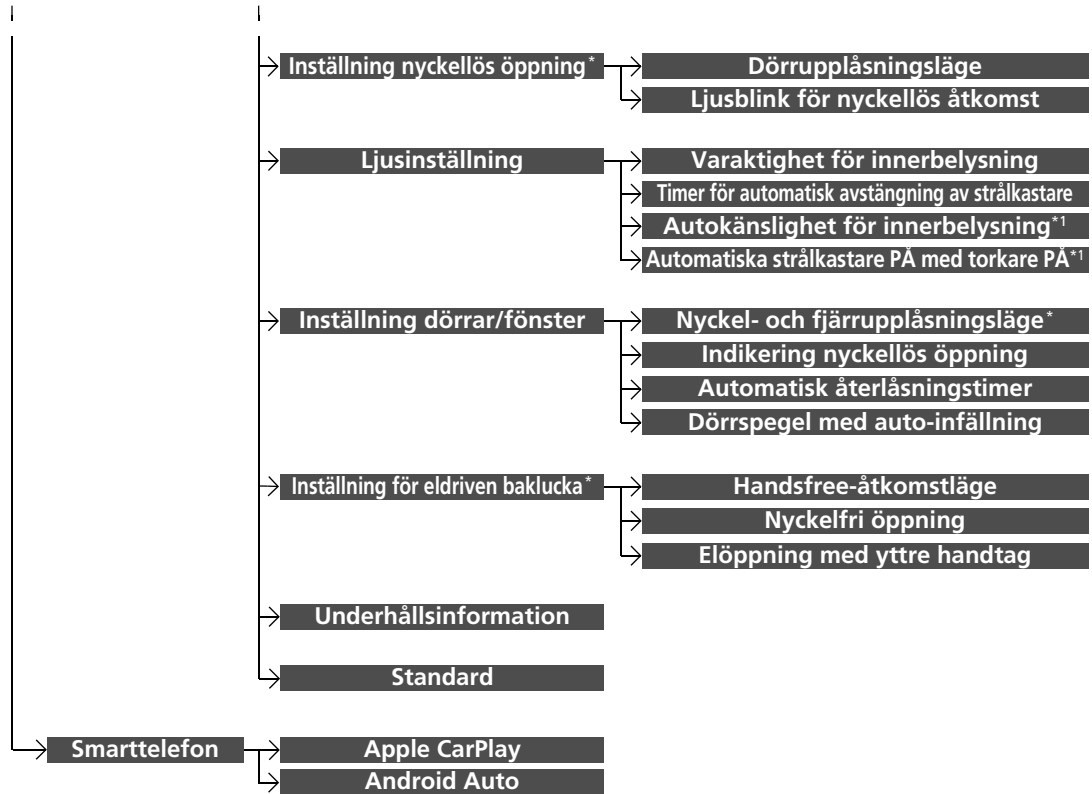 Inställning nyckellös öppning*
Dörrupplåsningsläge
Ljusblink för nyckellös åtkomst
Ljusinställning
Varaktighet för innerbelysning
Timer för automatisk avstängning av strålkastare
Autokänslighet för innerbelysning*1
Automatiska strålkastare PÅ med torkare PÅ*1
Inställning dörrar/fönster
Nyckel- och fjärrupplåsningsläge*
Indikering nyckellös öppning
Automatisk återlåsningstimer
Dörrspegel med auto-infällning
Inställning för eldriven baklucka*
Handsfree-åtkomstläge
Nyckelfri öppning
Elöppning med yttre handtag
Underhållsinformation
Standard
Smarttelefon
Apple CarPlay
Android Auto